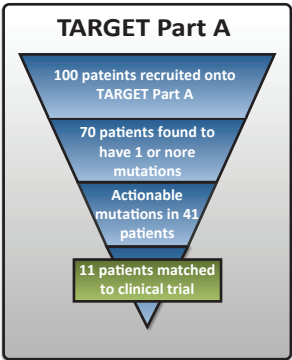 TARGET Part A
100 pateints recruited onto
TARGET Part A
70 patients found to
have 1 or nore
mutations
Actionable
mutations in 41
patients
11 patients matched
to clinical trial